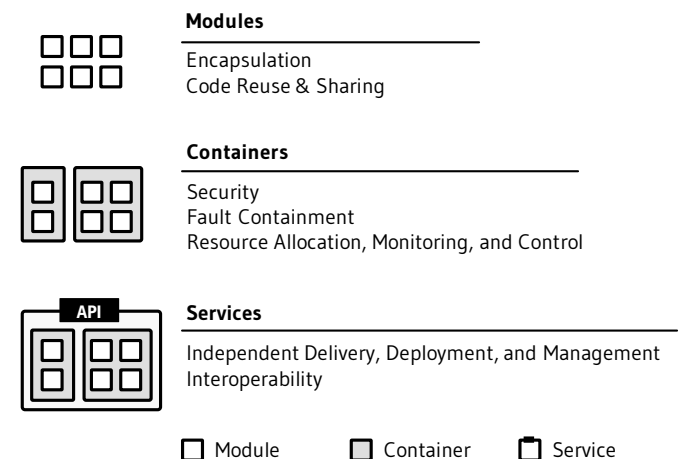 Modules
Encapsulation
Code Reuse & Sharing
Containers
Security
Fault Containment
Resource Allocation, Monitoring, and Control
API
Services
Independent Delivery, Deployment, and Management
Interoperability
Module
Container
Service